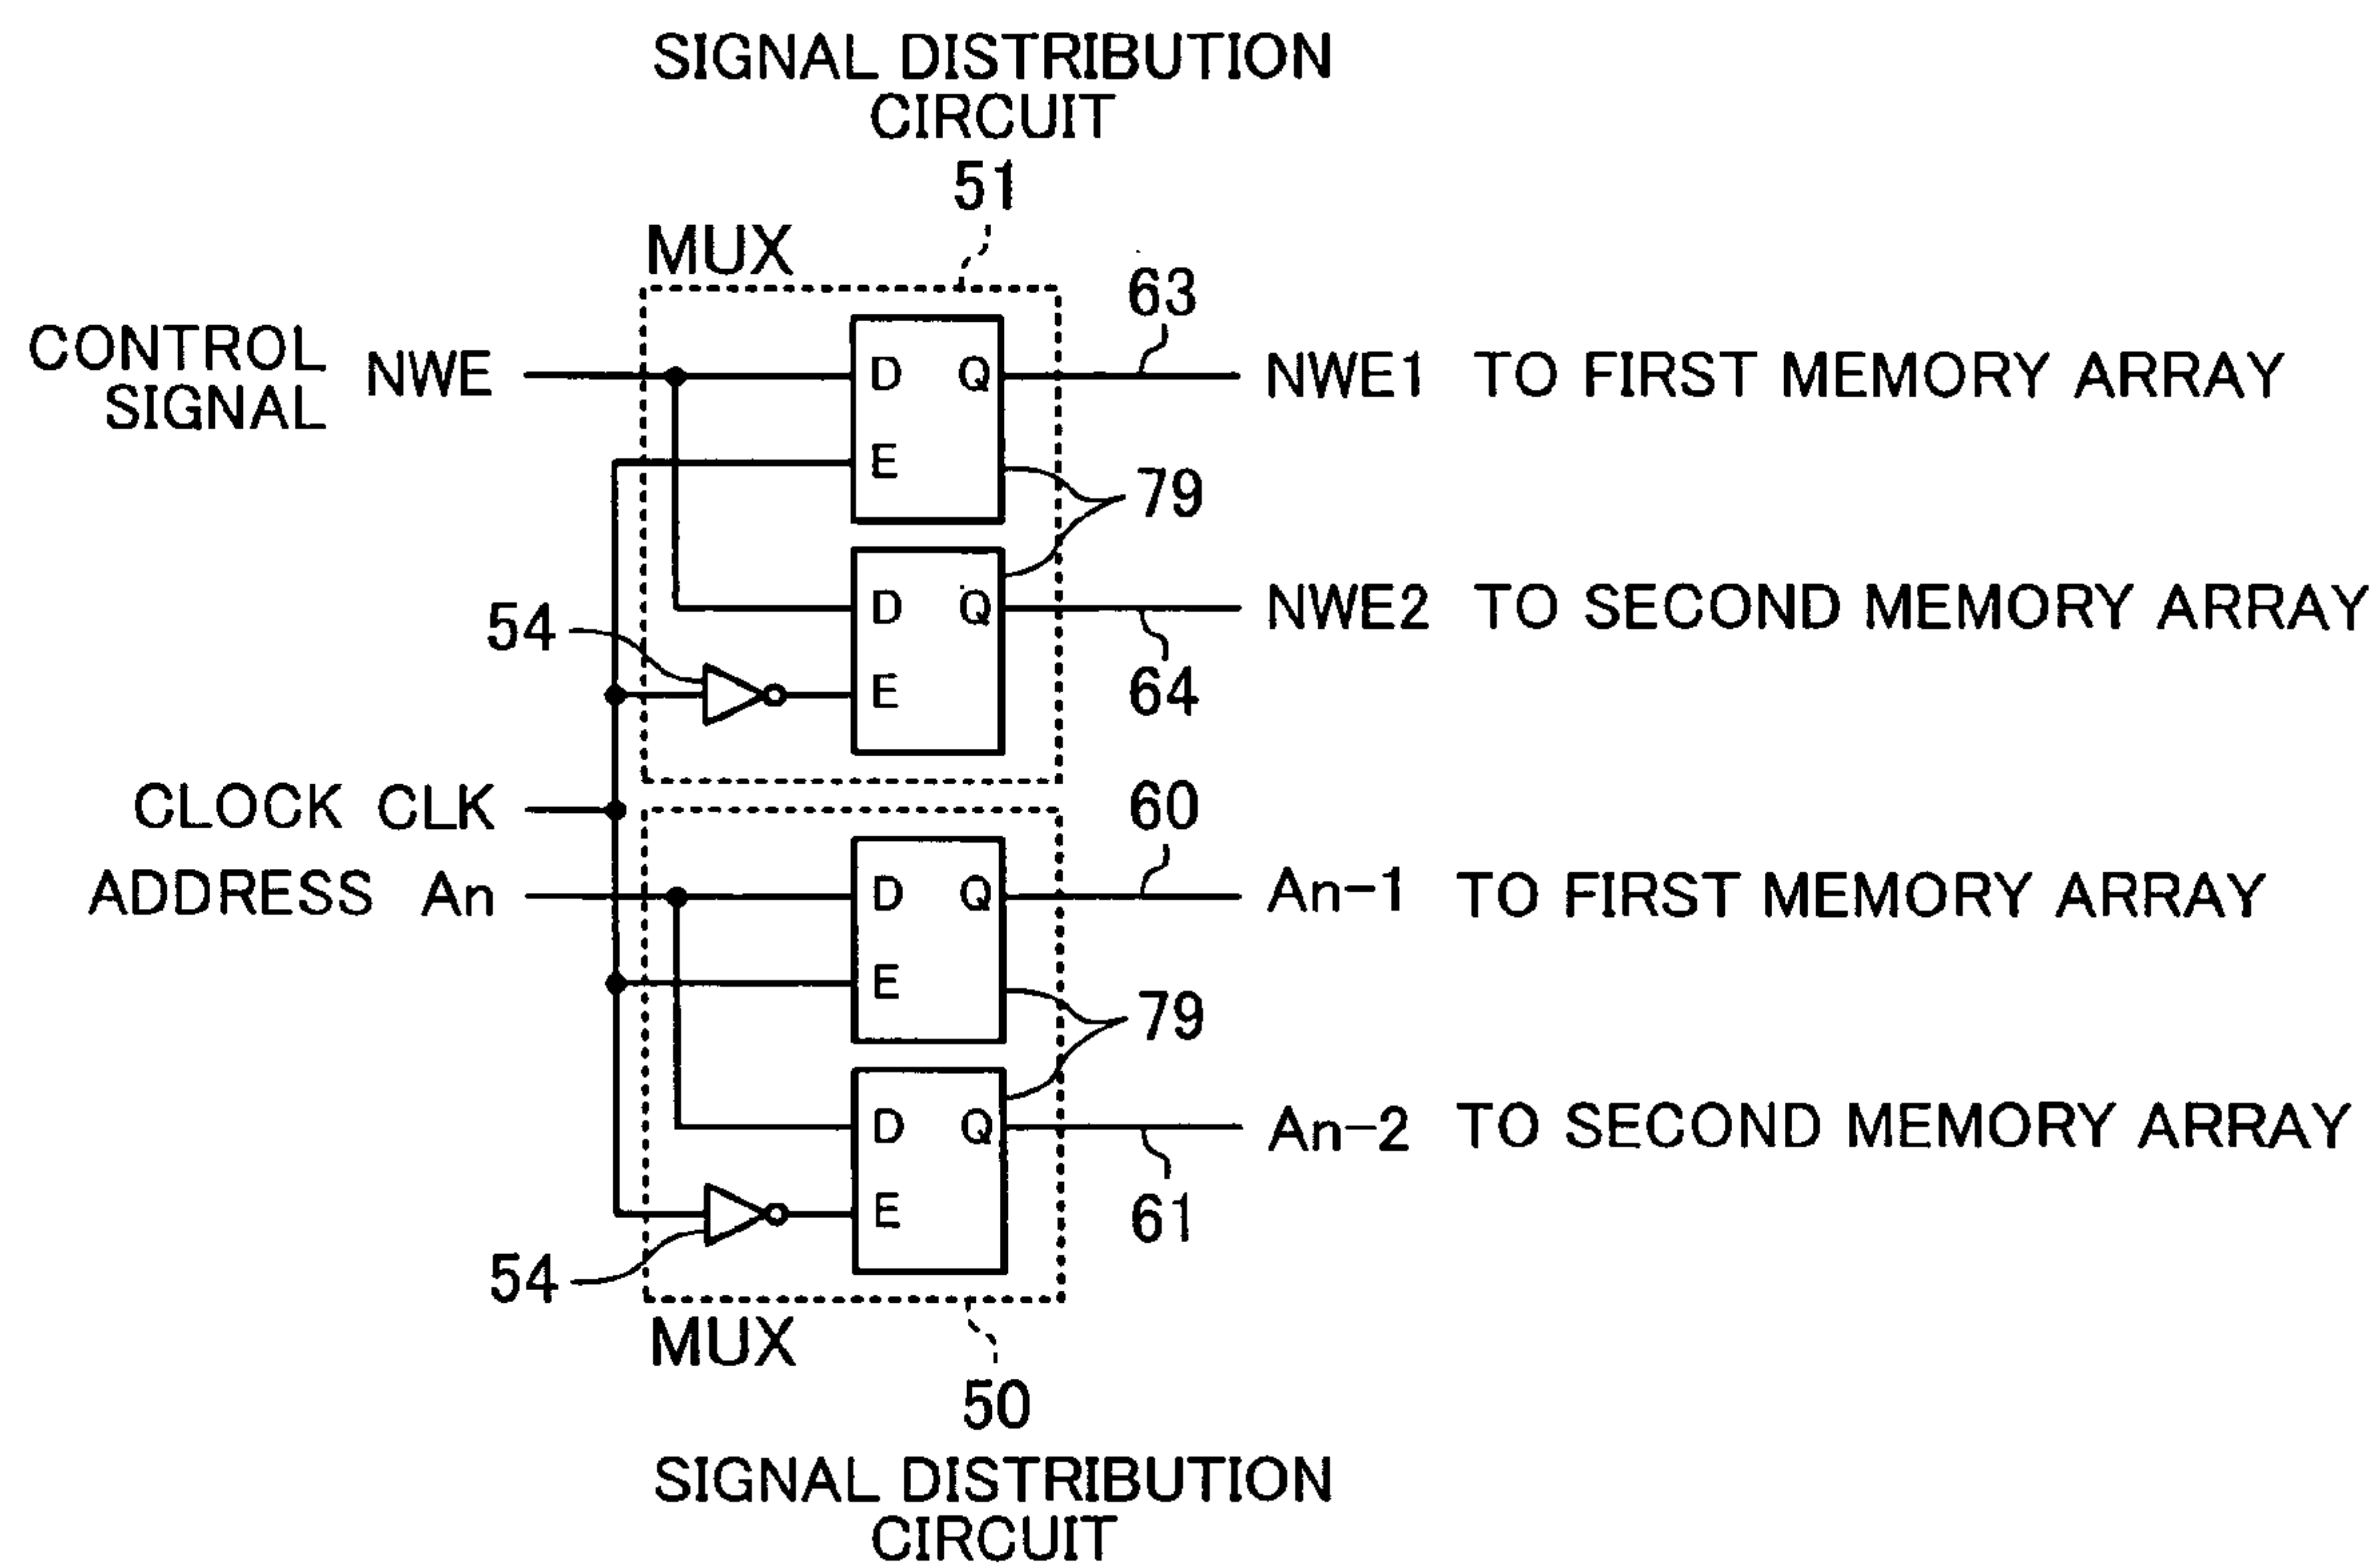 SIGNAL DISTRIBUTION
CIRCUIT
51
MUX
63
CONTROL
SIGNAL
NWE
D Q
NWE1 TO FIRST MEMORY ARRAY
E
79
D Q
NWE2 TO SECOND MEMORY ARRAY
54
E
64
CLOCK CLK
60
ADDRESS An
D Q
An-1 TO FIRST MEMORY ARRAY
E
79
D Q
An-2 TO SECOND MEMORY ARRAY
E
61
54
MUX
50
SIGNAL DISTRIBUTION
CIRCUIT